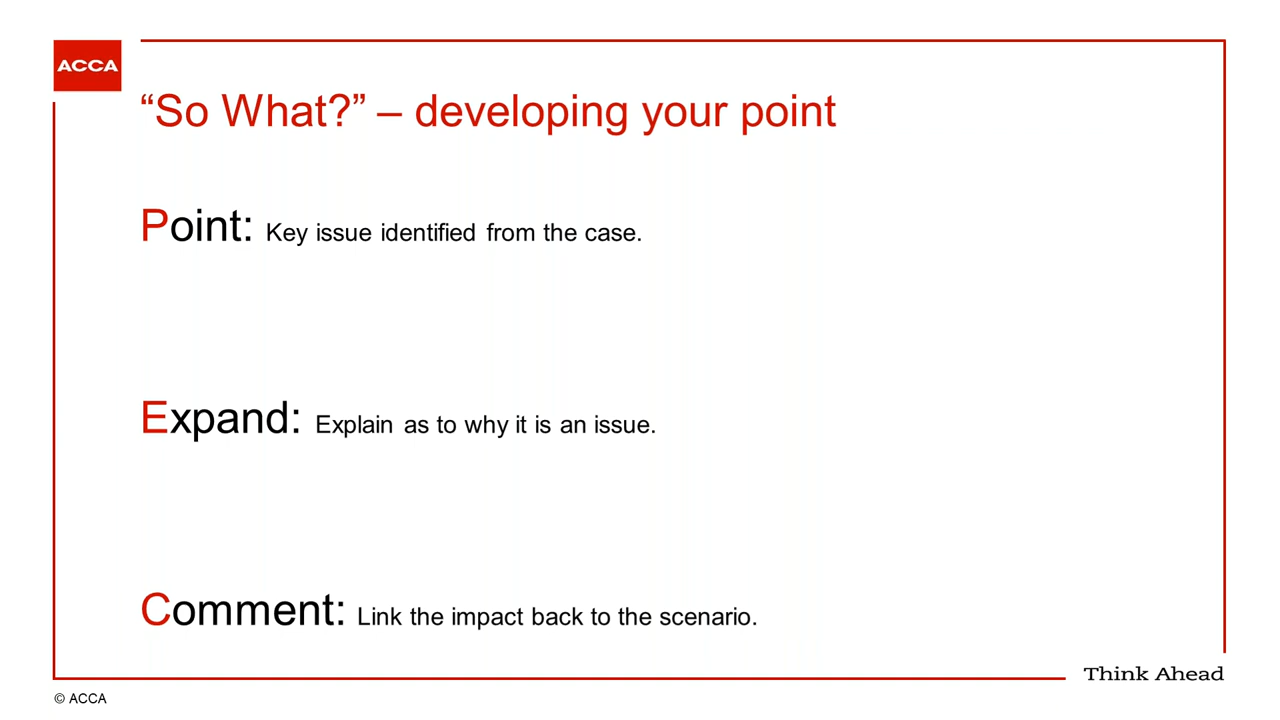 ACCA
“So What?” – developing your point
Point: Key issue identified from the case.
Expand: Explain as to why it is an issue.
Comment: Link the impact back to the scenario.
Think Ahead
© ACCA